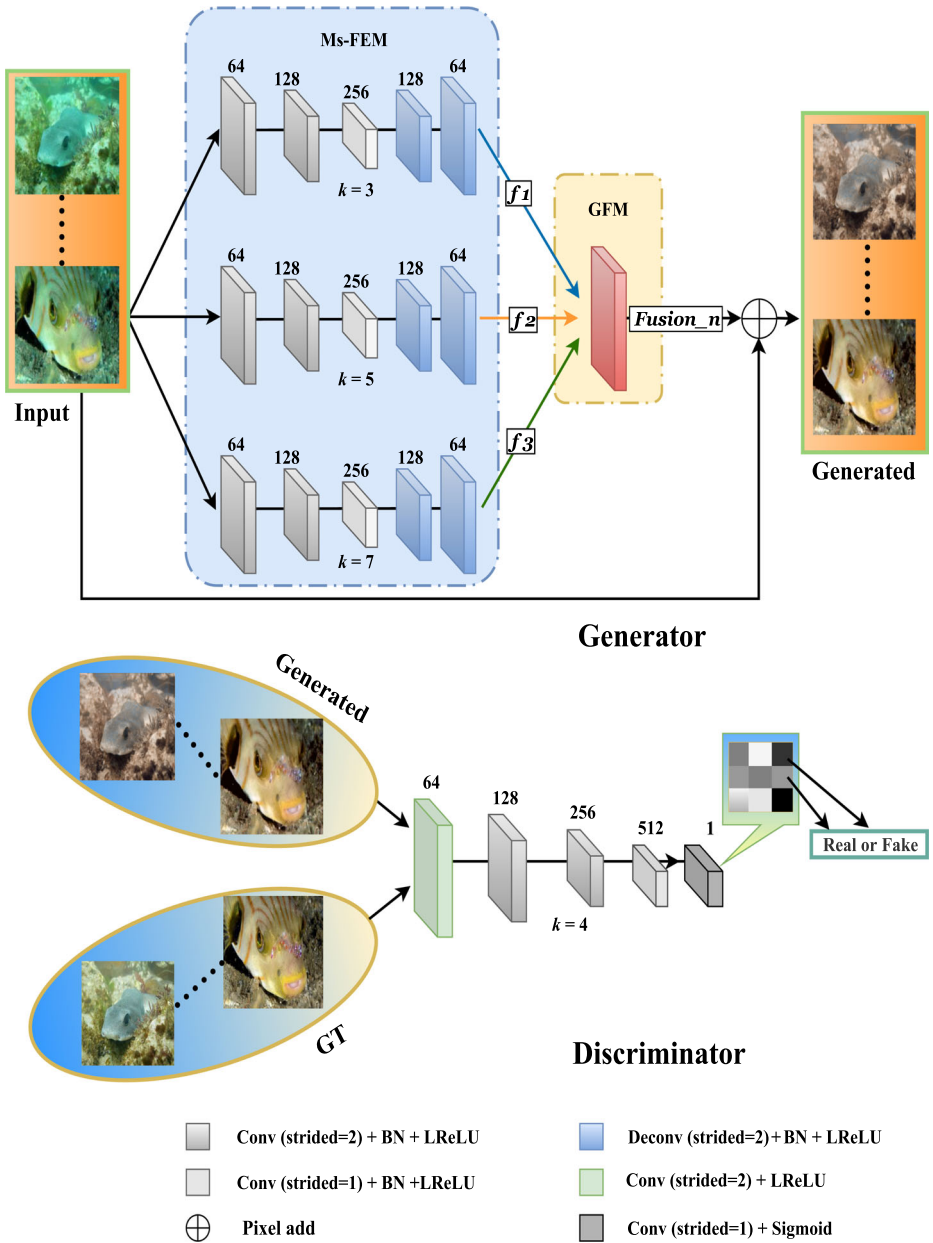 Ms-FEM
64
128
256
128
64
k = 3
f1
GFM
64
128
256
128
64
k = 5
f2
Fusion_n
Input
64
128
256
128
64
k = 7
f3
Generated
Generator
Generated
GT
64
128
256
512
1
k = 4
Real or Fake
Discriminator
Conv (strided=2) + BN + LReLU
Deconv (strided=2)+BN + LReLU
Conv (strided=1) + BN +LReLU
Conv (strided=2) + LReLU
Pixel add
Conv (strided=1) + Sigmoid